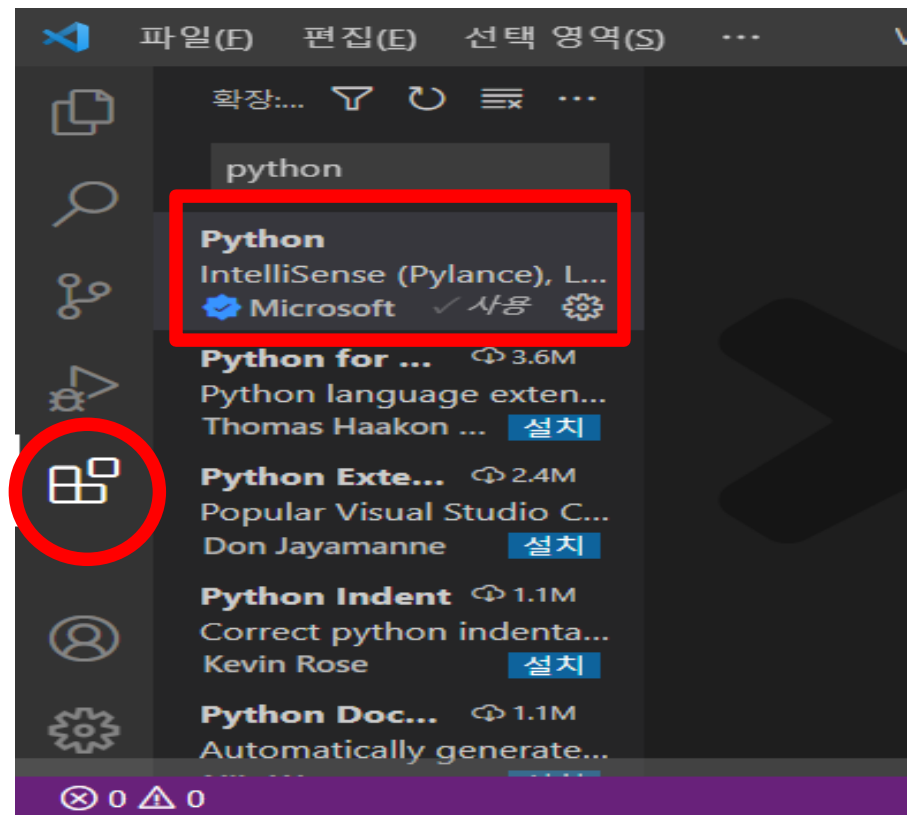 파일(F) 편집(E) 선택 영역(S) ···
확장:... ···
python
Python
IntelliSense (Pylance), L...
Microsoft ✓ 사용
Python for ... 3.6M
Python language exten...
Thomas Haakon ... 설치
Python Exte... 2.4M
Popular Visual Studio C...
Don Jayamanne 설치
Python Indent 1.1M
Correct python indenta...
Kevin Rose 설치
Python Doc... 1.1M
Automatically generate...
0 0